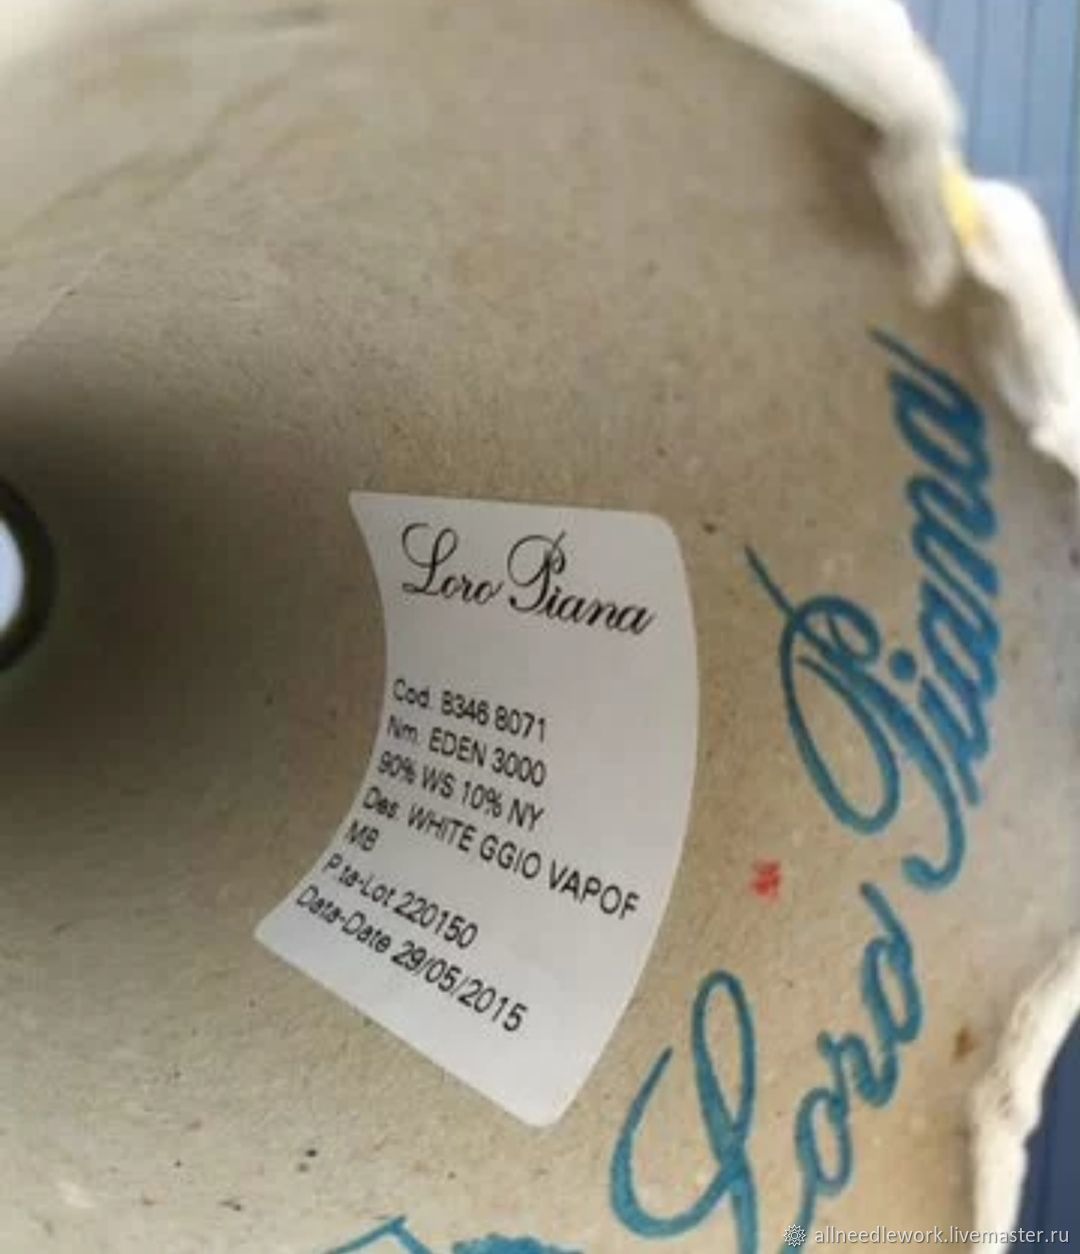 Loro Piana
Cod. B346 8071
Nm. EDEN 3000
90% WS 10% NY
Des. WHITE GGIO VAPOF
MB
P.ta-Lot 220150
Data-Date 29/05/2015
Loro Piana
allneedlework.livemaster.ru